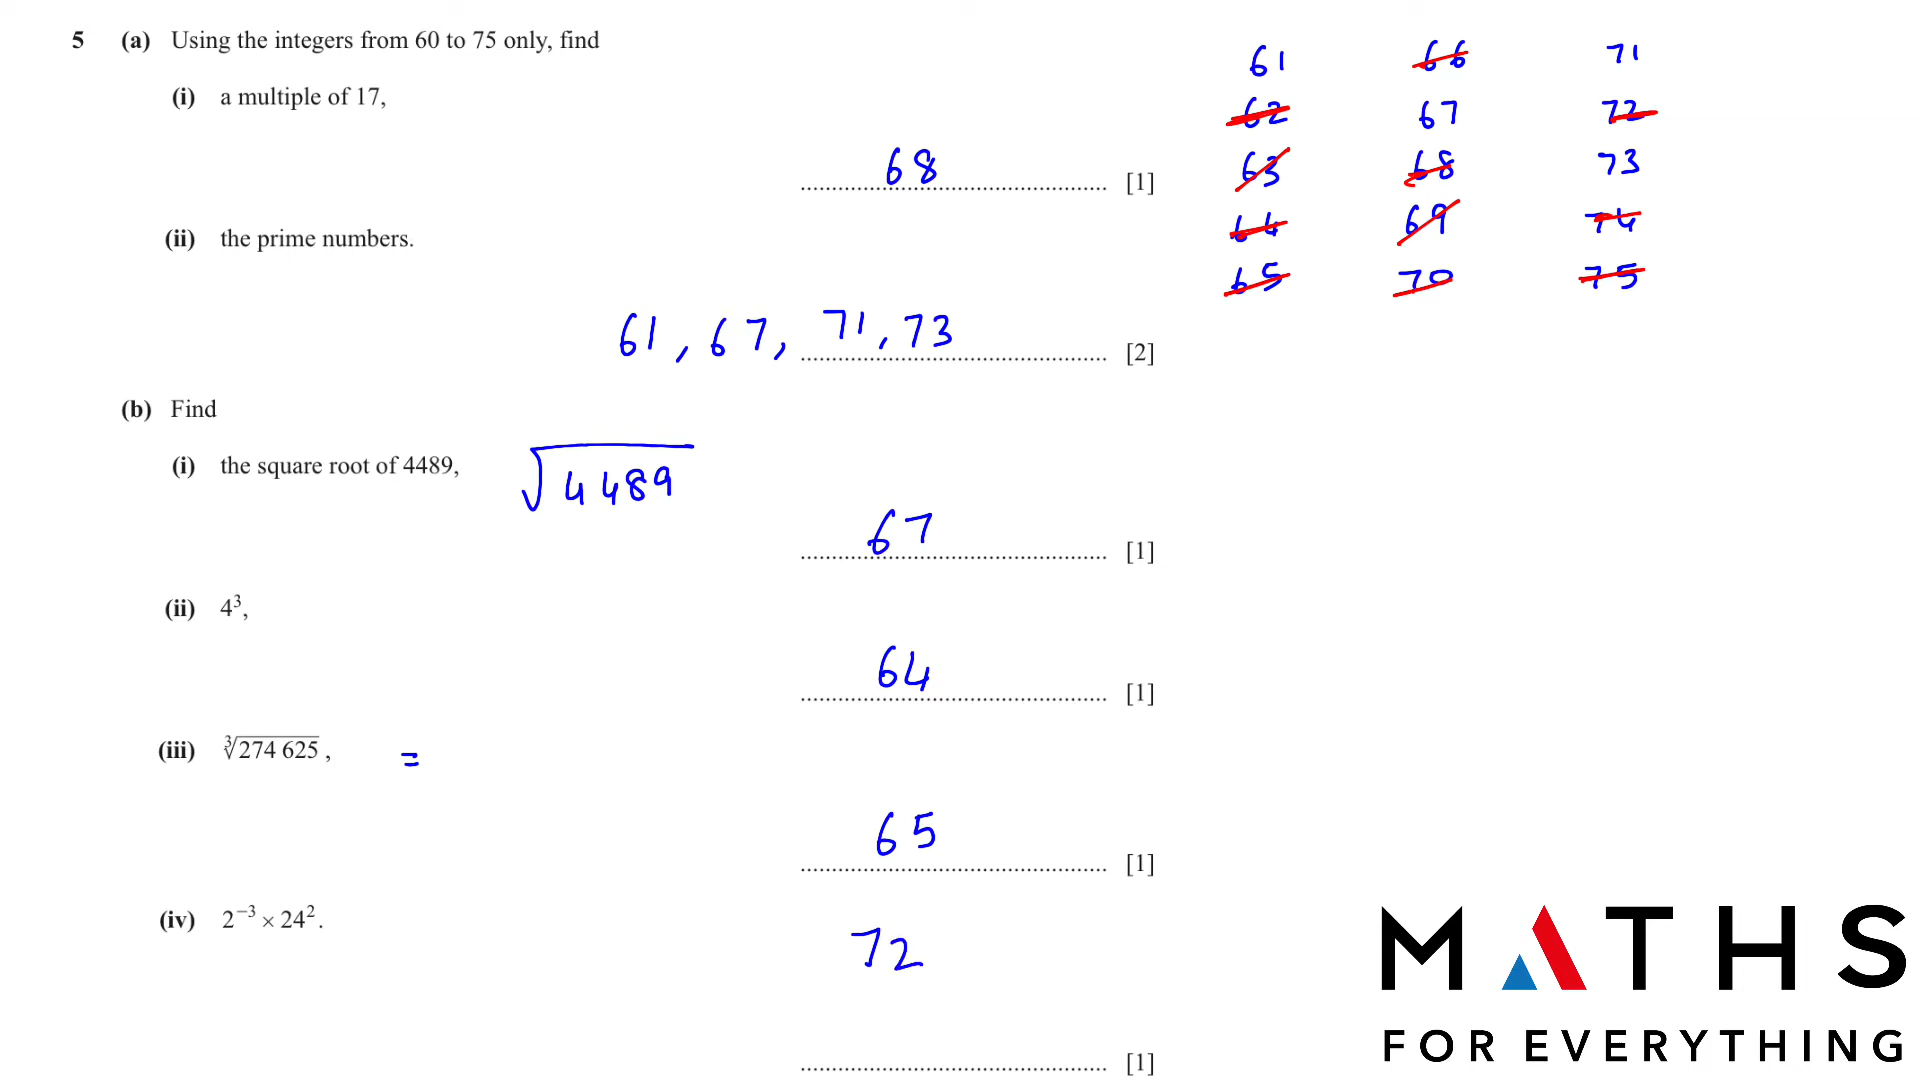 5 (a) Using the integers from 60 to 75 only, find
(i) a multiple of 17,
68
[1]
(ii) the prime numbers.
61, 67, 71, 73
[2]
61 66 71
62 67 72
63 68 73
64 69 74
65 70 75
(b) Find
(i) the square root of 4489, √4489
67
[1]
(ii) 4³,
64
[1]
(iii) ∛274 625 , =
65
[1]
(iv) 2⁻³ × 24².
72
[1]
MATHS
FOR EVERYTHING